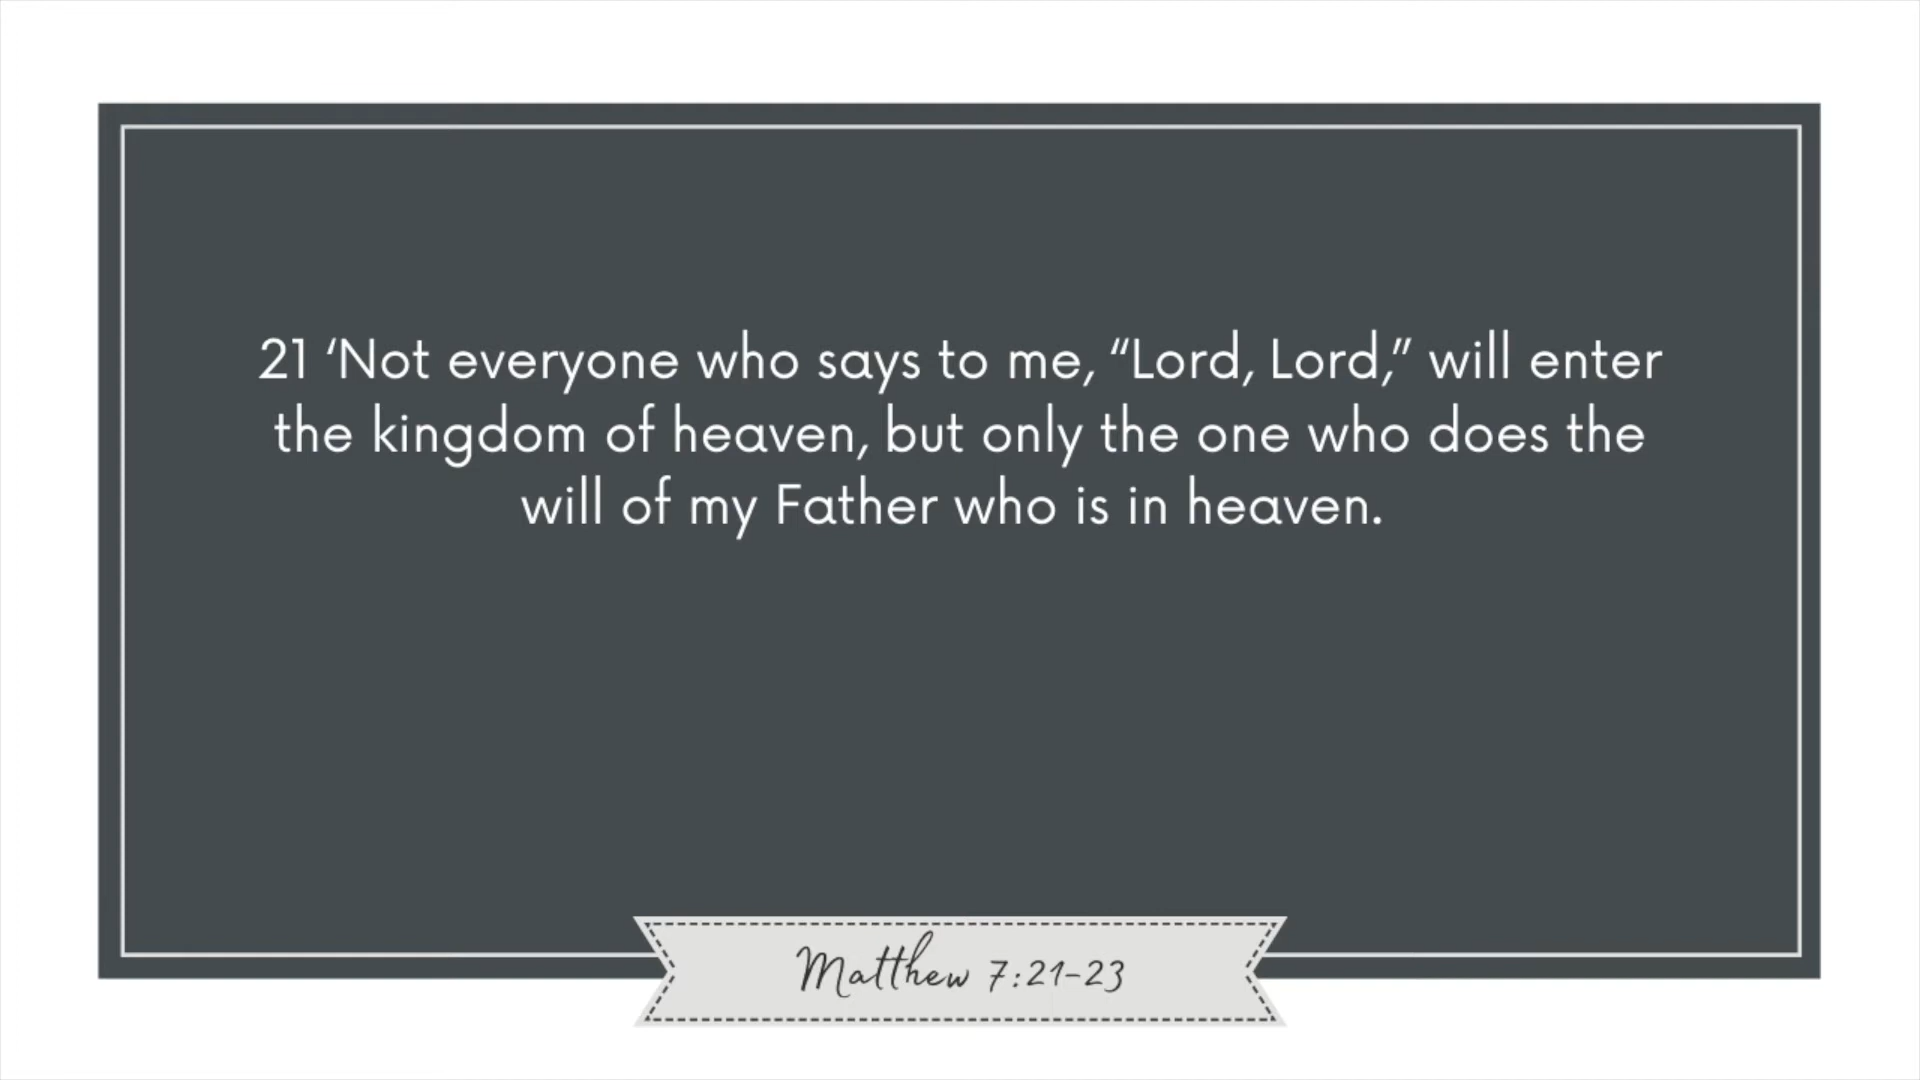 21 ‘Not everyone who says to me, “Lord, Lord,” will enter
the kingdom of heaven, but only the one who does the
will of my Father who is in heaven.
Matthew 7:21-23